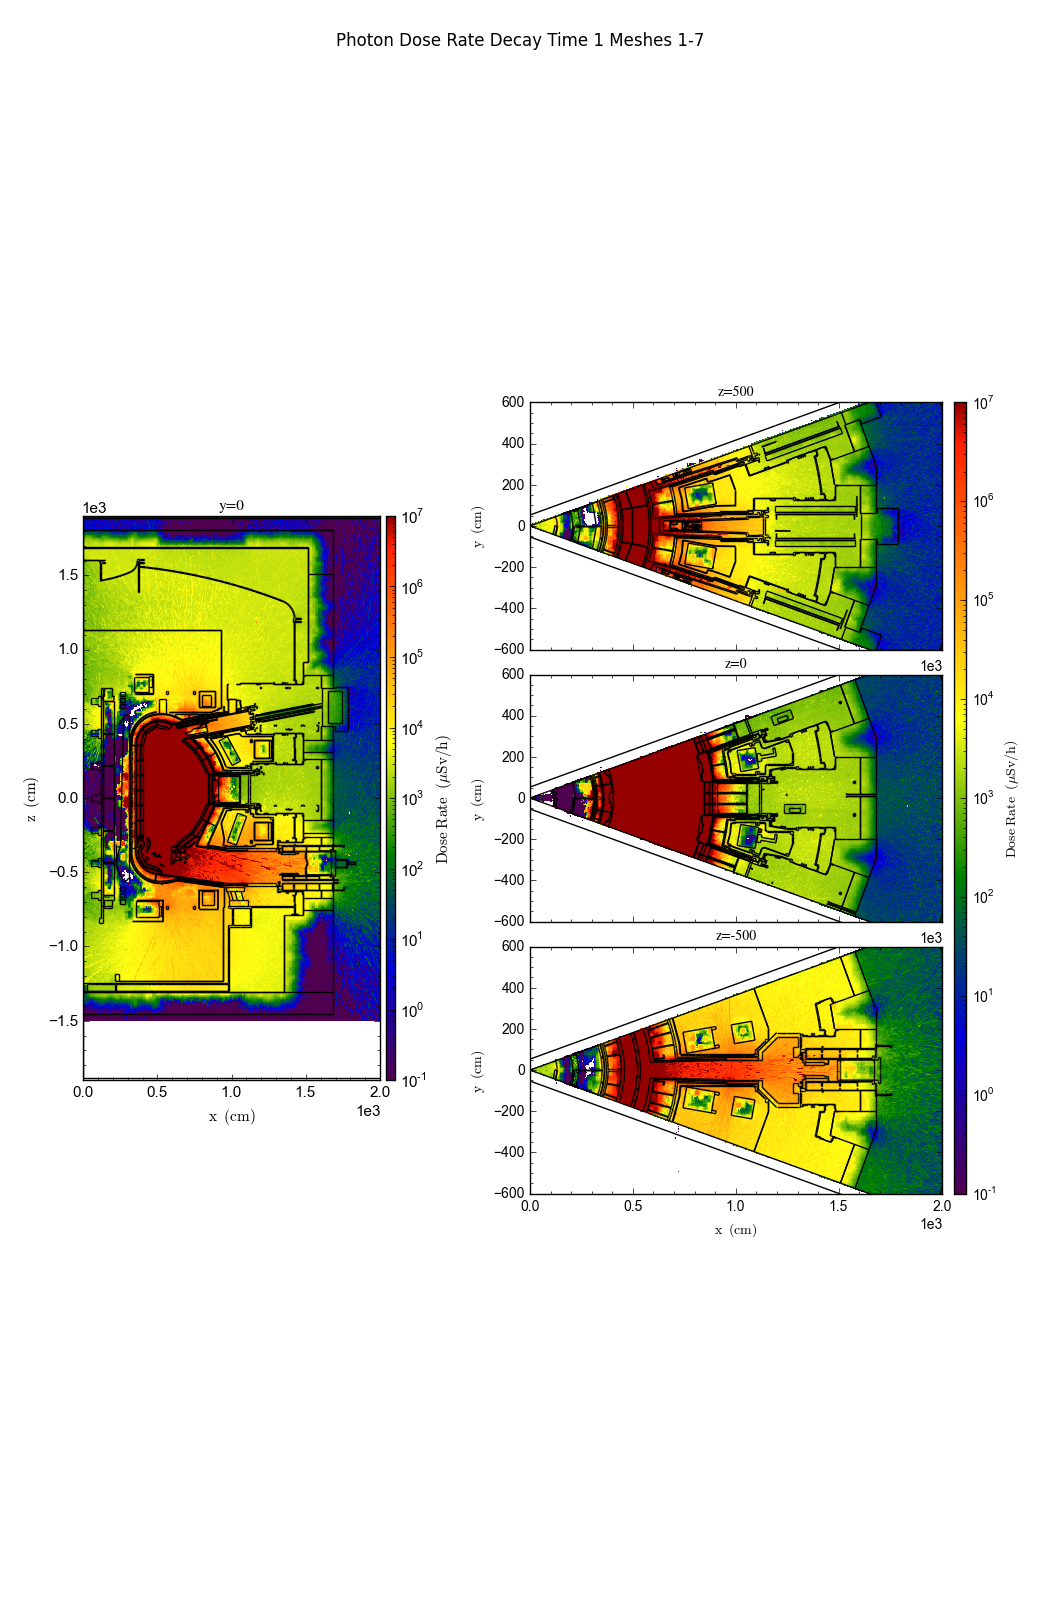 Photon Dose Rate Decay Time 1 Meshes 1-7
1e3
y=0
1.5
1.0
0.5
0.0
−0.5
−1.0
−1.5
z (cm)
0.0 0.5 1.0 1.5 2.0
1e3
x (cm)
10^7
10^6
10^5
10^4
10^3
10^2
10^1
10^0
10^-1
Dose Rate (μSv/h)
z=500
600
400
200
0
−200
−400
−600
y (cm)
1e3
z=0
600
400
200
0
−200
−400
−600
y (cm)
1e3
z=-500
600
400
200
0
−200
−400
−600
y (cm)
0.0 0.5 1.0 1.5 2.0
1e3
x (cm)
10^7
10^6
10^5
10^4
10^3
10^2
10^1
10^0
10^-1
Dose Rate (μSv/h)